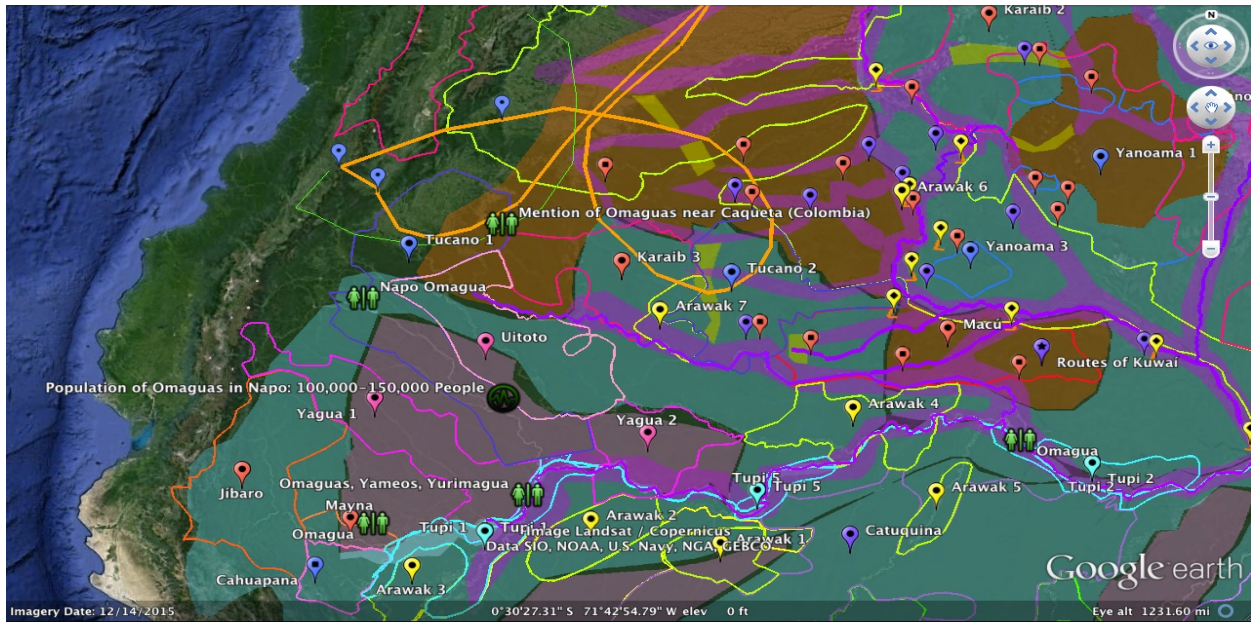 Karaib 2
N
Yanoama 1
Arawak 6
Mention of Omaguas near Caqueta (Colombia)
Tucano 1
Yanoama 3
Karaib 3
Tucano 2
Napo Omagua
Arawak 7
Macú
Uitoto
Routes of Kuwai
Population of Omaguas in Napo: 100,000-150,000 People
Yagua 1
Arawak 4
Yagua 2
Omagua
Jibaro
Omaguas, Yameos, Yurimagua
Tupi 5
Tupi 5
Tupi 2
Tupi 2
Arawak 5
Mayna
Omagua
Tupi 1
Arawak 2
Image Landsat / Copernicus
Data SIO, NOAA, U.S. Navy, NGA, GEBCO
Arawak 1
Catuquina
Cahuapana
Arawak 3
Google earth
Imagery Date: 12/14/2015
0°30'27.31" S 71°42'54.79" W elev 0 ft
Eye alt 1231.60 mi